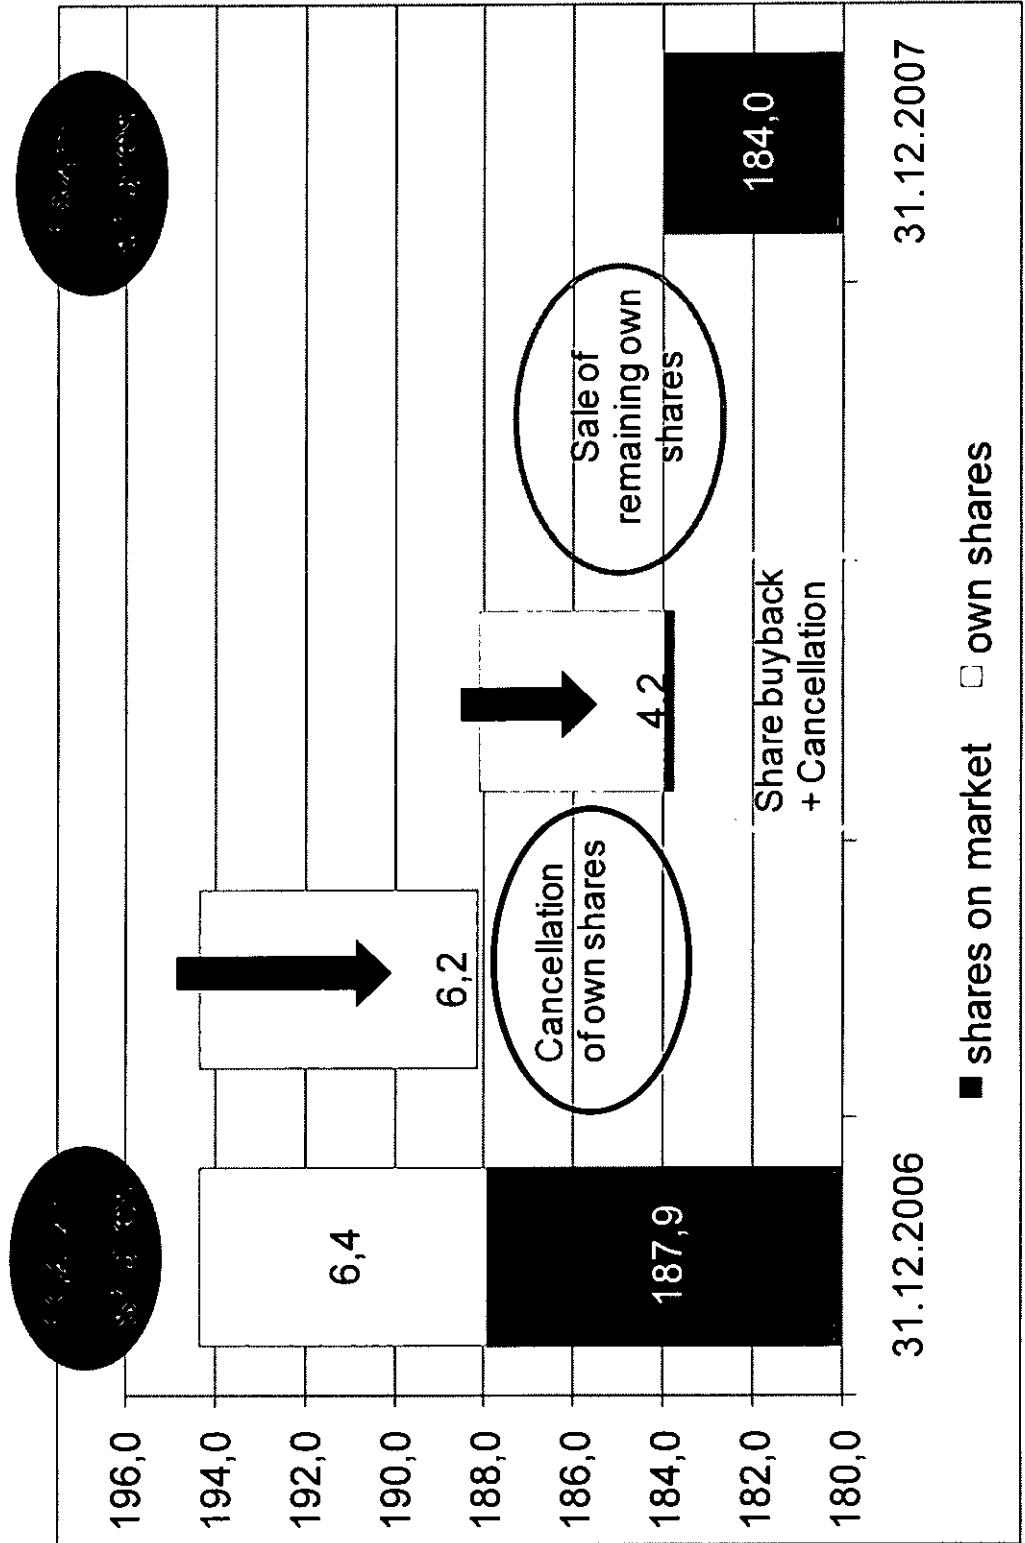 196,0
194,0
192,0
190,0
188,0
186,0
184,0
182,0
180,0
6,4
187,9
6,2
Cancellation
of own shares
4,2
Share buyback
+ Cancellation
Sale of
remaining own
shares
184,0
31.12.2006
31.12.2007
shares on market
own shares